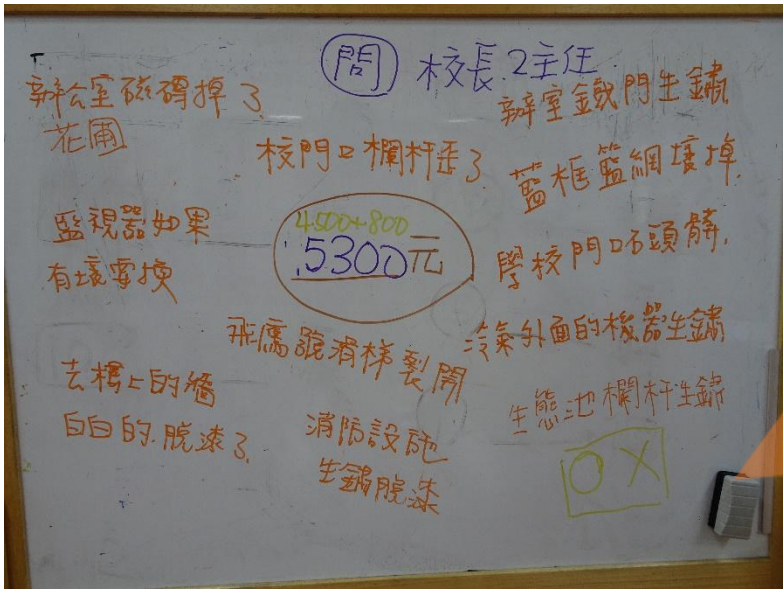 問 校長.2主任
辦公室磁磚掉了.
花圃
校門口欄杆歪了
辦室鐵門生鏽.
籃框籃網壞掉.
監視器如果
有壞要換
4500+800
5300元
學校門口石頭髒.
飛鷹號滑梯裂開
冷氣外面的機器生鏽
去樓上的牆
白白的.脫漆了.
消防設施
生鏽脫漆
生態池欄杆生鏽
O X